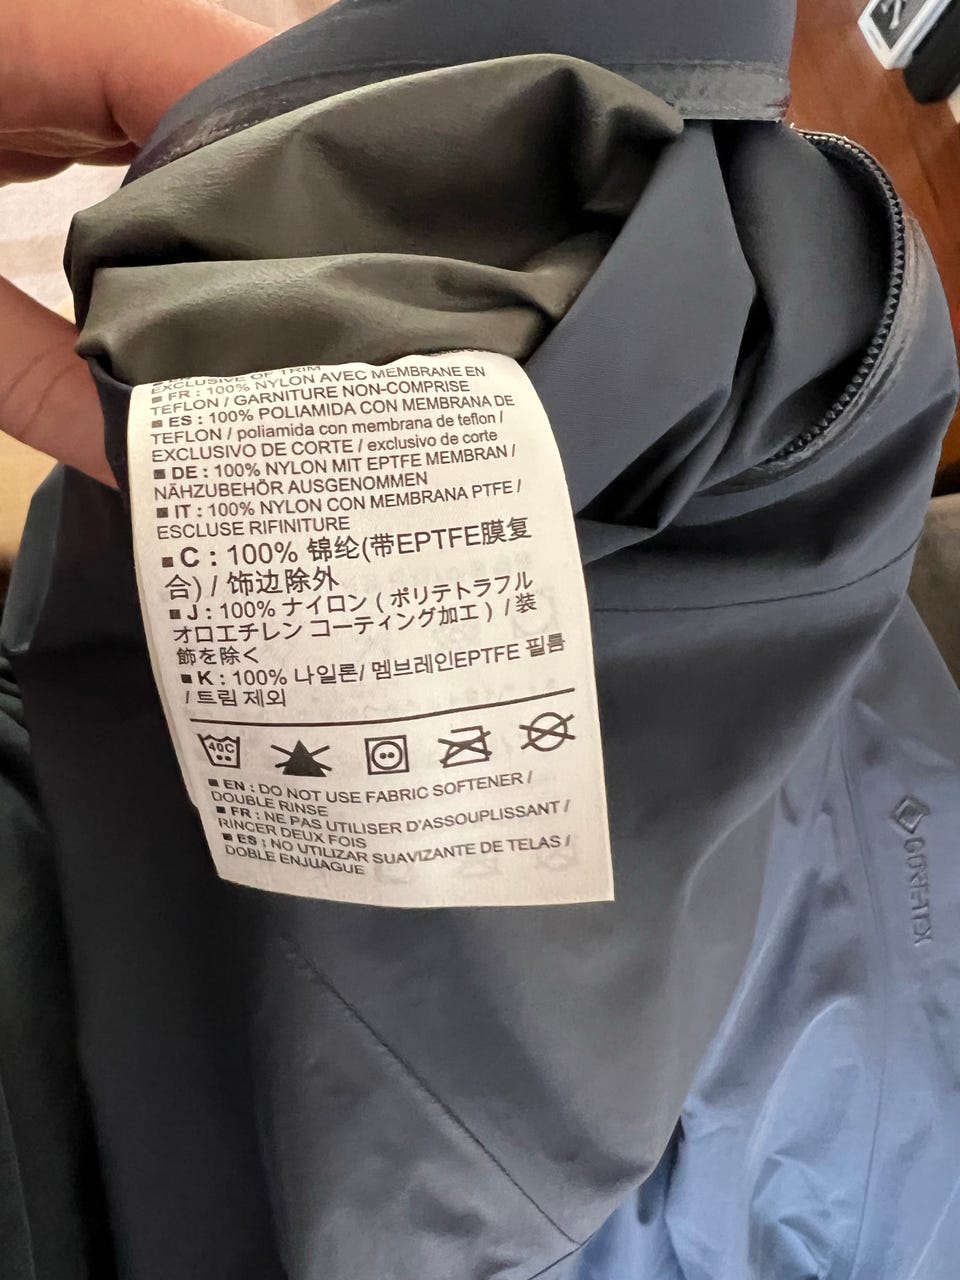 EXCLUSIVE OF TRIM
■ FR : 100% NYLON AVEC MEMBRANE EN
TEFLON / GARNITURE NON-COMPRISE
■ ES : 100% POLIAMIDA CON MEMBRANA DE
TEFLON / poliamida con membrana de teflon /
EXCLUSIVO DE CORTE / exclusivo de corte
■ DE : 100% NYLON MIT EPTFE MEMBRAN /
NÄHZUBEHÖR AUSGENOMMEN
■ IT : 100% NYLON CON MEMBRANA PTFE /
ESCLUSE RIFINITURE
■ C : 100% 锦纶(带EPTFE膜复
合) / 饰边除外
■ J : 100% ナイロン ( ポリテトラフル
オロエチレン コーティング加工 ) / 装
飾を除く
■ K : 100% 나일론/ 멤브레인EPTFE 필름
/ 트림 제외
40C
■ EN : DO NOT USE FABRIC SOFTENER /
DOUBLE RINSE
■ FR : NE PAS UTILISER D'ASSOUPLISSANT /
RINCER DEUX FOIS
■ ES : NO UTILIZAR SUAVIZANTE DE TELAS /
DOBLE ENJUAGUE
GORE-TEX